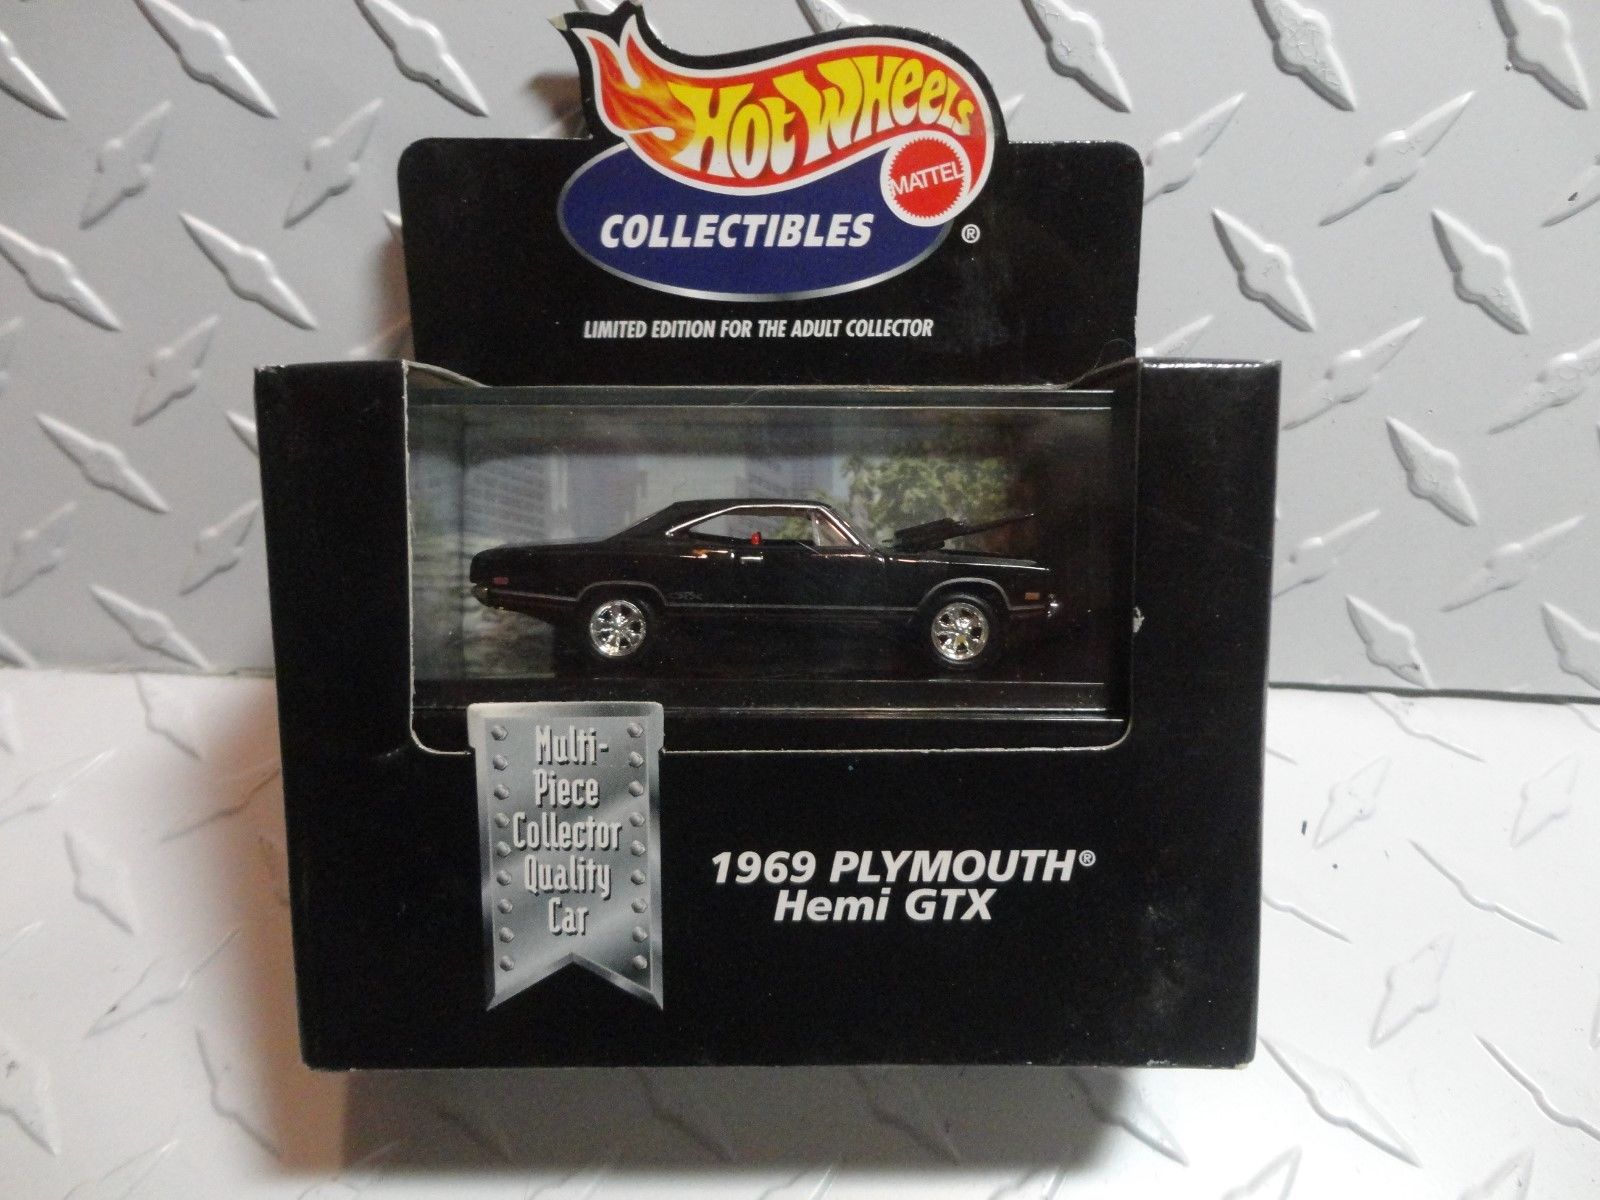 HOT WHEELS
MATTEL
COLLECTIBLES
®
LIMITED EDITION FOR THE ADULT COLLECTOR
Multi-
Piece
Collector
Quality
Car
1969 PLYMOUTH®
Hemi GTX